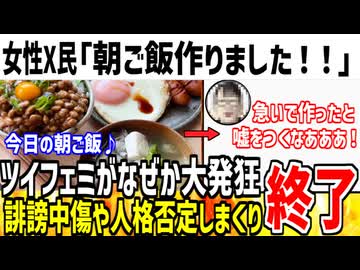 女性X民「朝ご飯作りました！！」
急いで作ったと
嘘をつくなあああ！
今日の朝ご飯♪
ツイフェミがなぜか大発狂
誹謗中傷や人格否定しまくり
終了